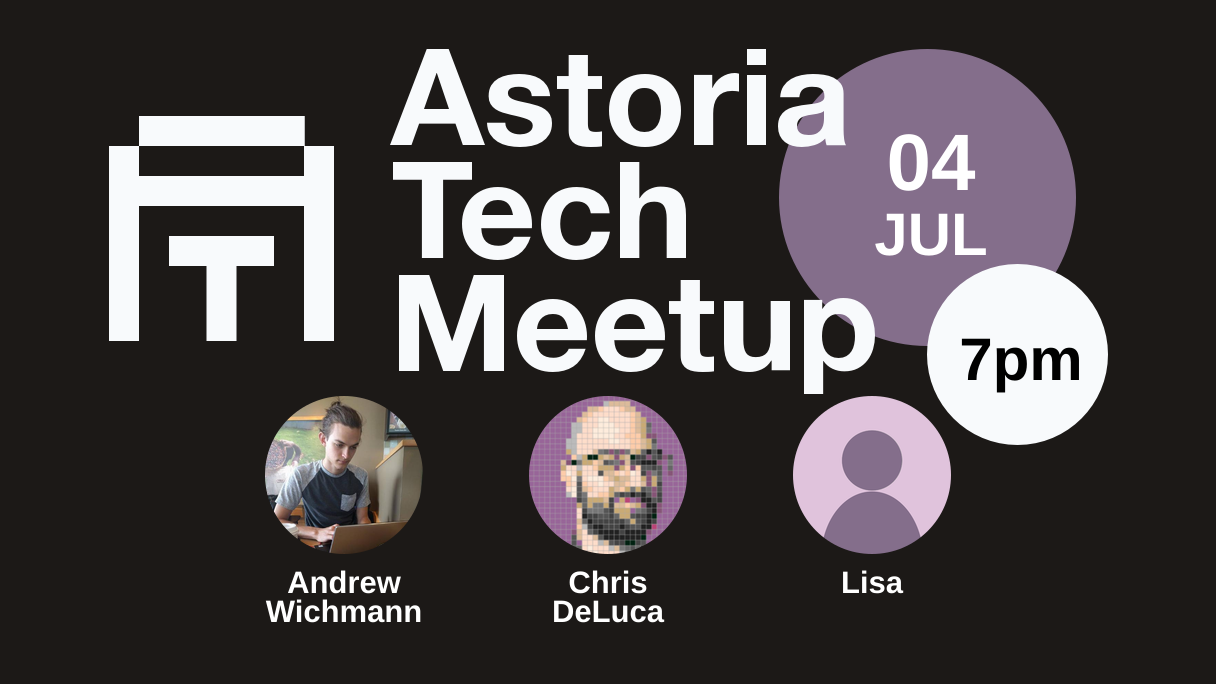 Astoria
Tech
Meetup
04
JUL
7pm
Andrew
Wichmann
Chris
DeLuca
Lisa